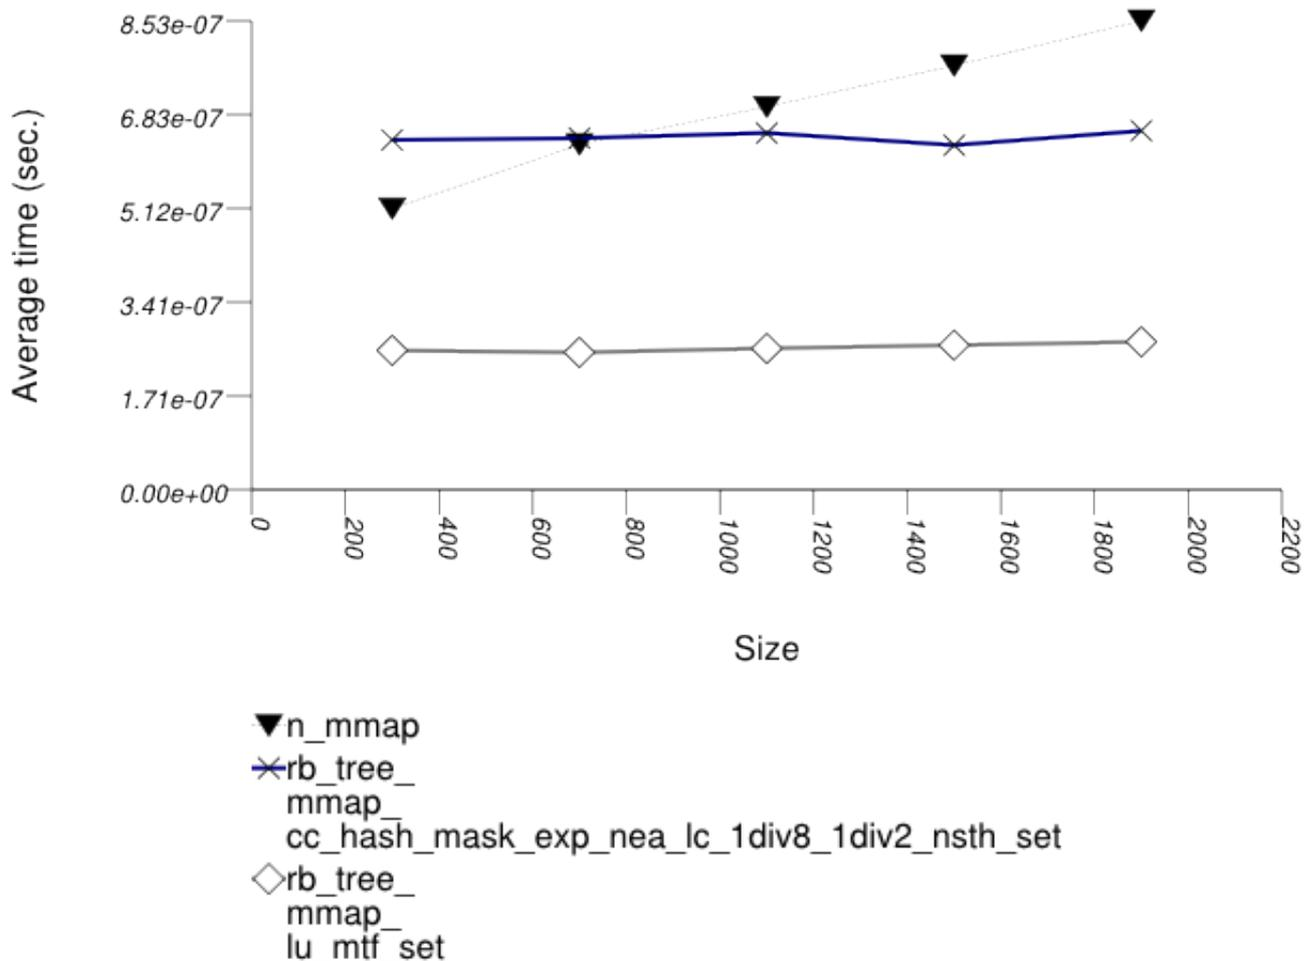 8.53e-07
6.83e-07
5.12e-07
3.41e-07
1.71e-07
0.00e+00
Average time (sec.)
0
200
400
600
800
1000
1200
1400
1600
1800
2000
2200
Size
n_mmap
rb_tree_
mmap_
cc_hash_mask_exp_nea_lc_1div8_1div2_nsth_set
rb_tree_
mmap_
lu_mtf_set